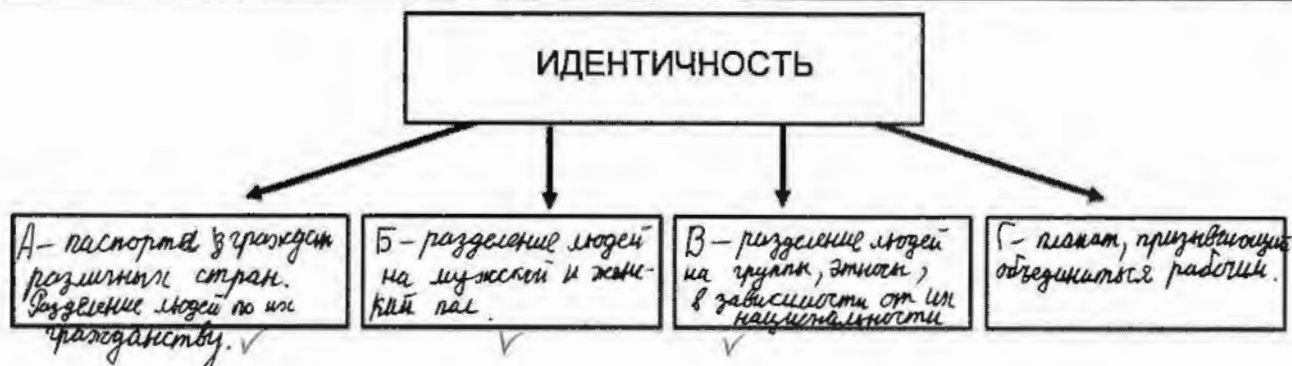 ИДЕНТИЧНОСТЬ
А – паспорта граждан
различных стран.
Разделение людей по их
гражданству.
Б – разделение людей
на мужской и жен-
ский пол.
В – разделение людей
на группы, этносы,
в зависимости от их
национальности
Г – плакат, призывающий
объединиться рабочим.